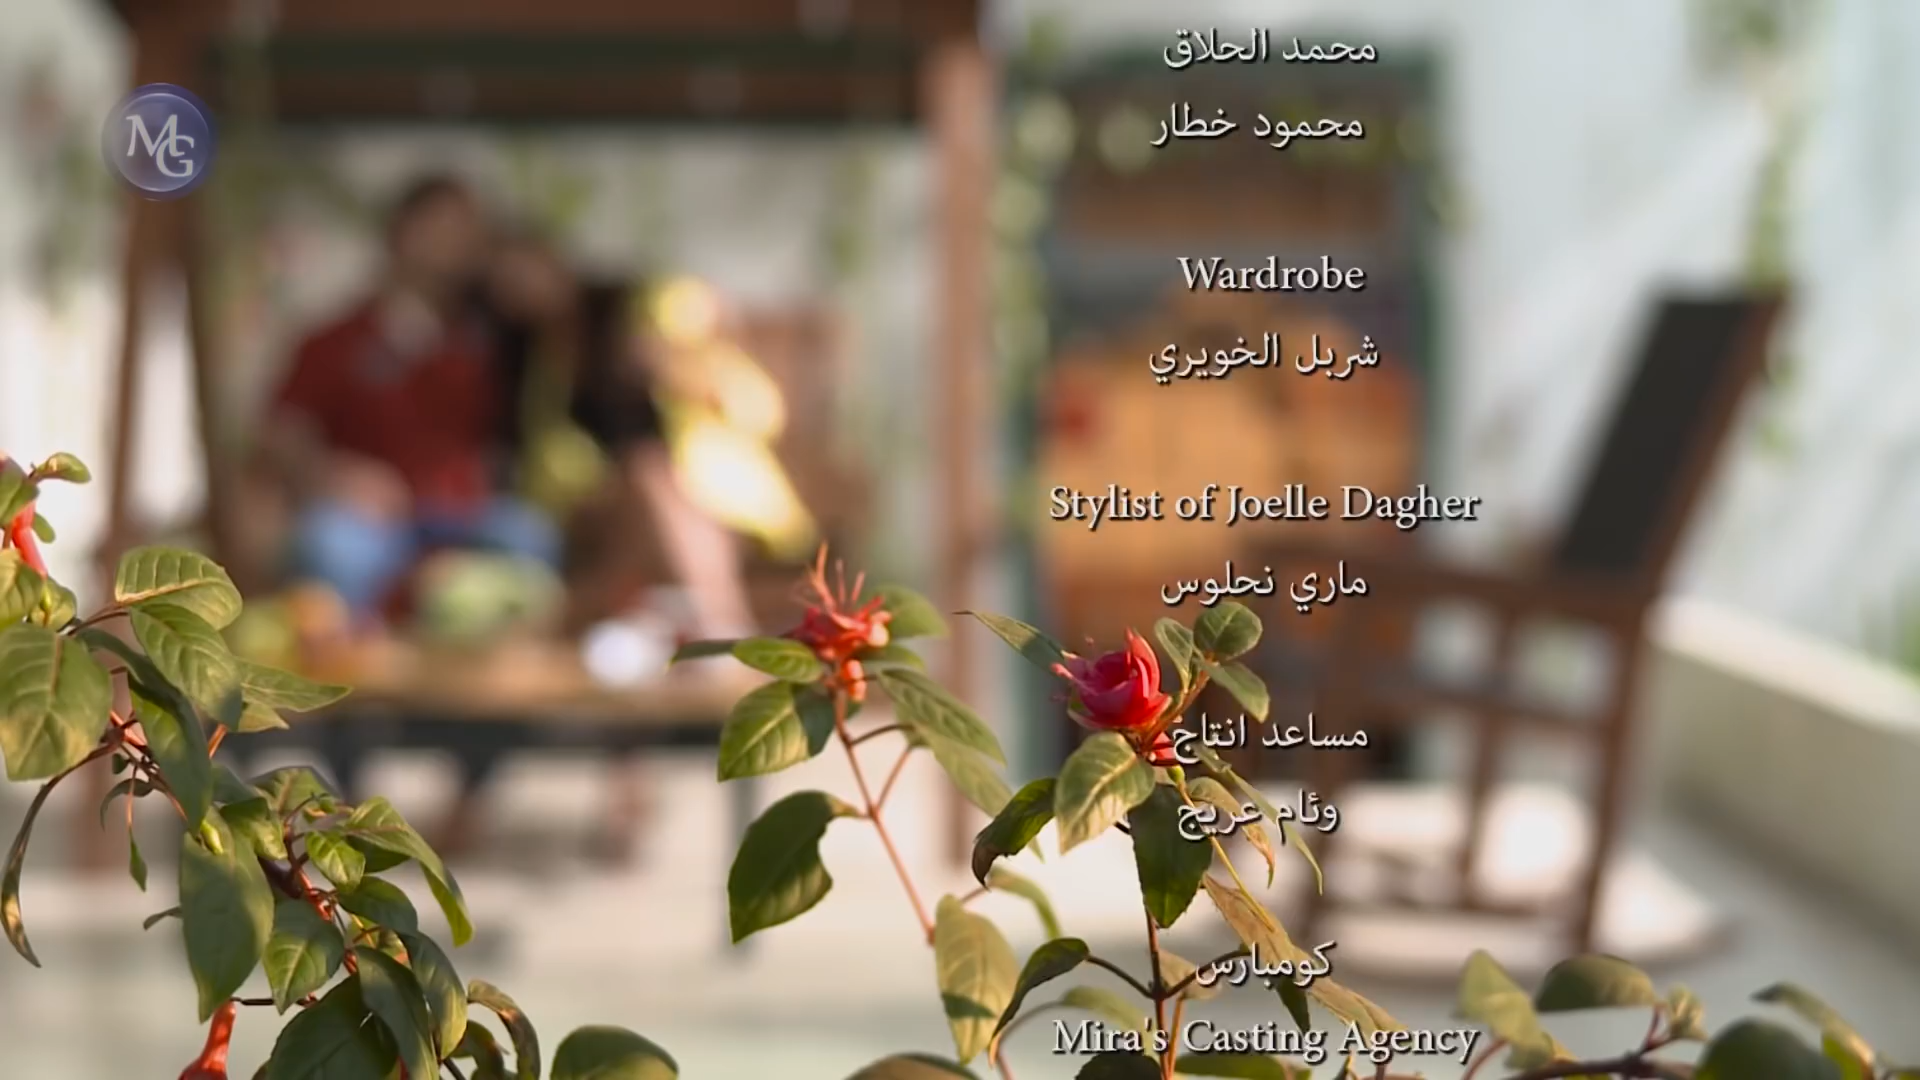 MG
محمد الحلاق
محمود خطار
Wardrobe
شربل الخويري
Stylist of Joelle Dagher
ماري نحلوس
مساعد انتاج
وئام عريج
كومبارس
Mira's Casting Agency